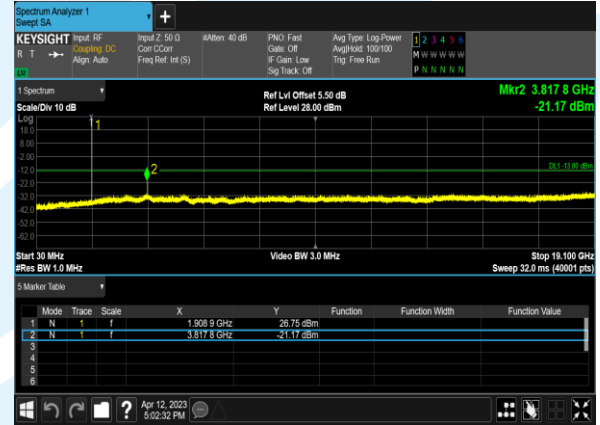 Spectrum Analyzer 1
Swept SA
+
KEYSIGHT Input: RF Input Z: 50 Ω #Atten: 40 dB PNO: Fast Avg Type: Log-Power 1 2 3 4 5 6
R T Coupling: DC Corr CCorr Gate: Off Avg|Hold: 100/100 M W W W W W
Align: Auto Freq Ref: Int (S) IF Gain: Low Trig: Free Run
Sig Track: Off P N N N N N
1 Spectrum
Ref Lvl Offset 5.50 dB Mkr2 3.817 8 GHz
Scale/Div 10 dB Ref Level 28.00 dBm -21.17 dBm
Log
18.0 1
8.00
-2.00
-12.0 2 DL1 -13.00 dBm
-22.0
-32.0
-42.0
-52.0
-62.0
Start 30 MHz Video BW 3.0 MHz Stop 19.100 GHz
#Res BW 1.0 MHz Sweep 32.0 ms (40001 pts)
5 Marker Table
Mode Trace Scale X Y Function Function Width Function Value
1 N 1 f 1.908 9 GHz 26.75 dBm
2 N 1 f 3.817 8 GHz -21.17 dBm
3
4
5
6
? Apr 12, 2023
5:02:32 PM